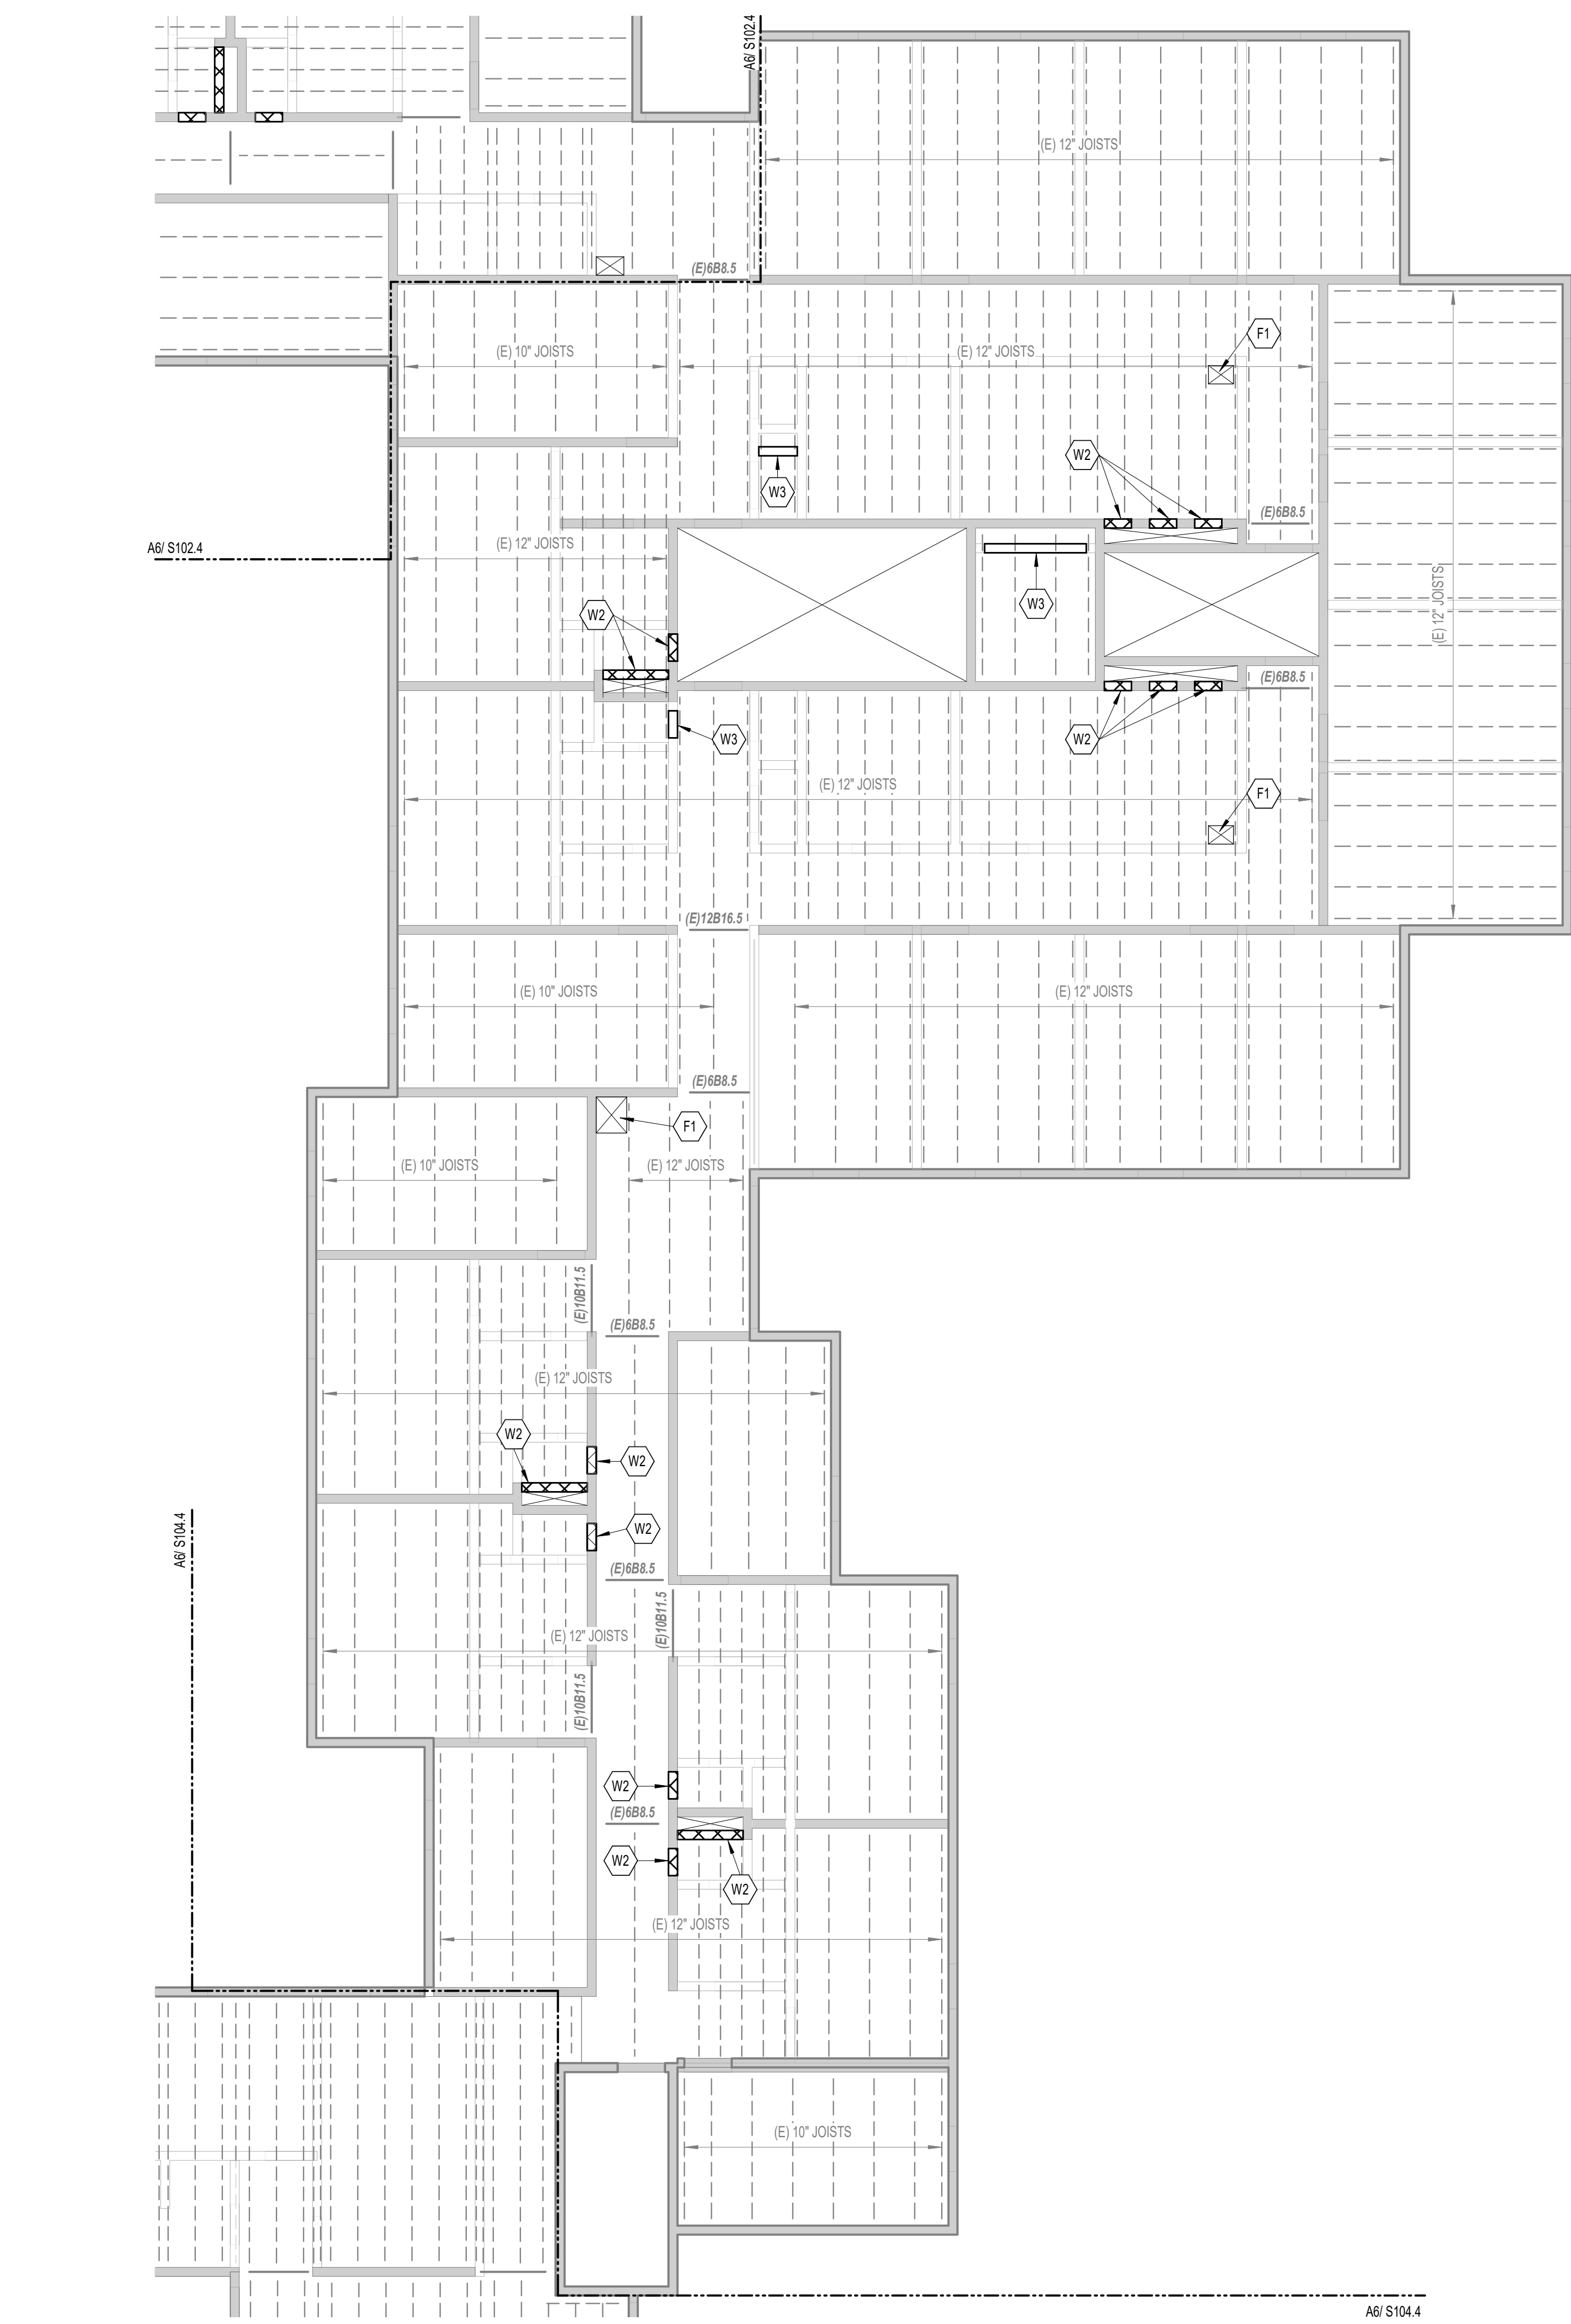 A6/ S102.4
(E) 12" JOISTS
(E)6B8.5
F1
(E) 10" JOISTS
(E) 12" JOISTS
W2
W3
(E)6B8.5
(E) 12" JOISTS
A6/ S102.4
(E) 12" JOISTS
W3
W2
(E)6B8.5
W3
W2
F1
(E) 12" JOISTS
(E)12B16.5
(E) 10" JOISTS
(E) 12" JOISTS
(E)6B8.5
F1
(E) 10" JOISTS
(E) 12" JOISTS
(E)10B11.5
(E)6B8.5
(E) 12" JOISTS
W2
W2
W2
A6/ S104.4
(E)6B8.5
(E)10B11.5
(E) 12" JOISTS
(E)10B11.5
W2
(E)6B8.5
W2
W2
(E) 12" JOISTS
(E) 10" JOISTS
A6/ S104.4